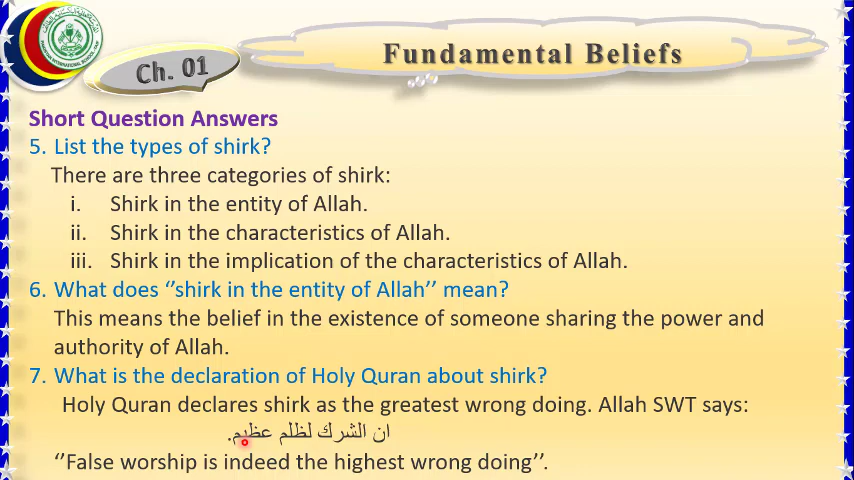 Ch. 01
Fundamental Beliefs
Short Question Answers
5. List the types of shirk?
There are three categories of shirk:
i. Shirk in the entity of Allah.
ii. Shirk in the characteristics of Allah.
iii. Shirk in the implication of the characteristics of Allah.
6. What does ‘‘shirk in the entity of Allah’’ mean?
This means the belief in the existence of someone sharing the power and
authority of Allah.
7. What is the declaration of Holy Quran about shirk?
Holy Quran declares shirk as the greatest wrong doing. Allah SWT says:
ان الشرك لظلم عظيم.
‘‘False worship is indeed the highest wrong doing’’.